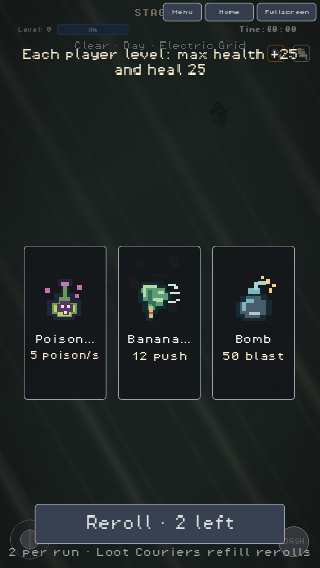 STAG
Menu
Home
Fullscreen
Level: 0
0%
Time: 00:00
Clear · Day · Electric Grid
Each player level: max health +25
and heal 25
Poison...
5 poison/s
Banana...
12 push
Bomb
50 blast
Reroll · 2 left
DASH
2 per run · Loot Couriers refill rerolls